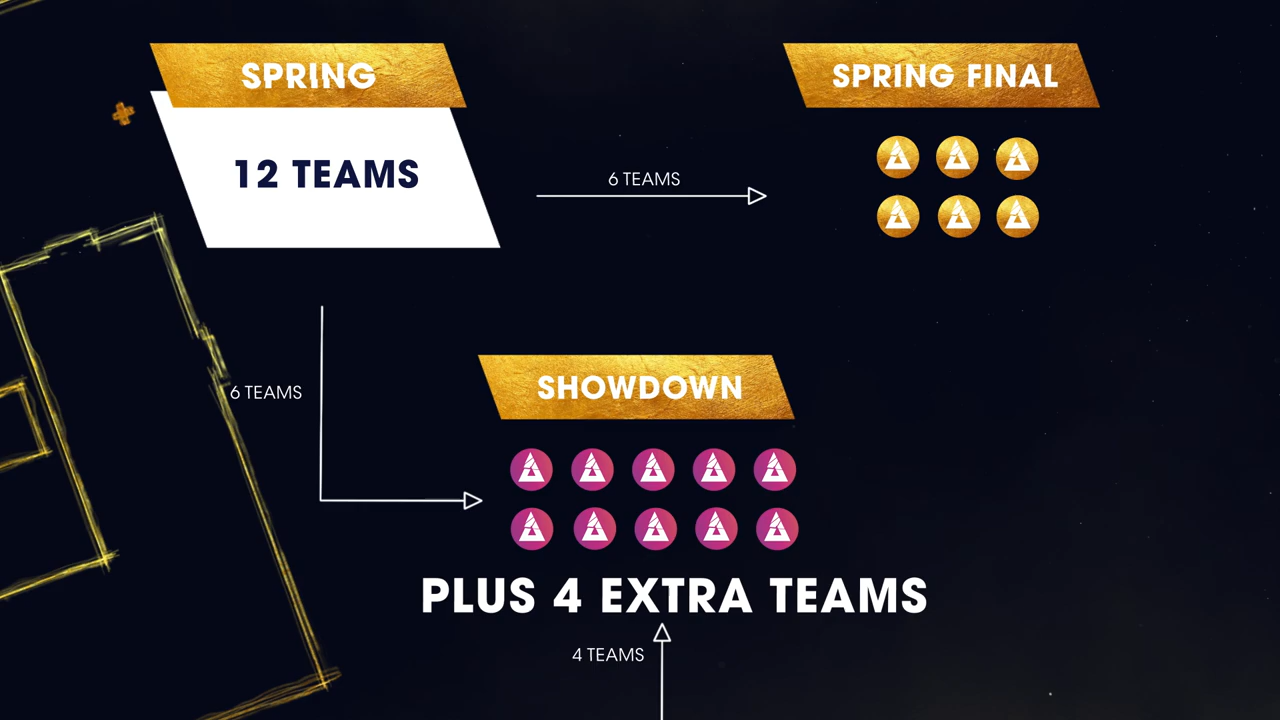 SPRING
12 TEAMS
6 TEAMS
SPRING FINAL
6 TEAMS
SHOWDOWN
PLUS 4 EXTRA TEAMS
4 TEAMS